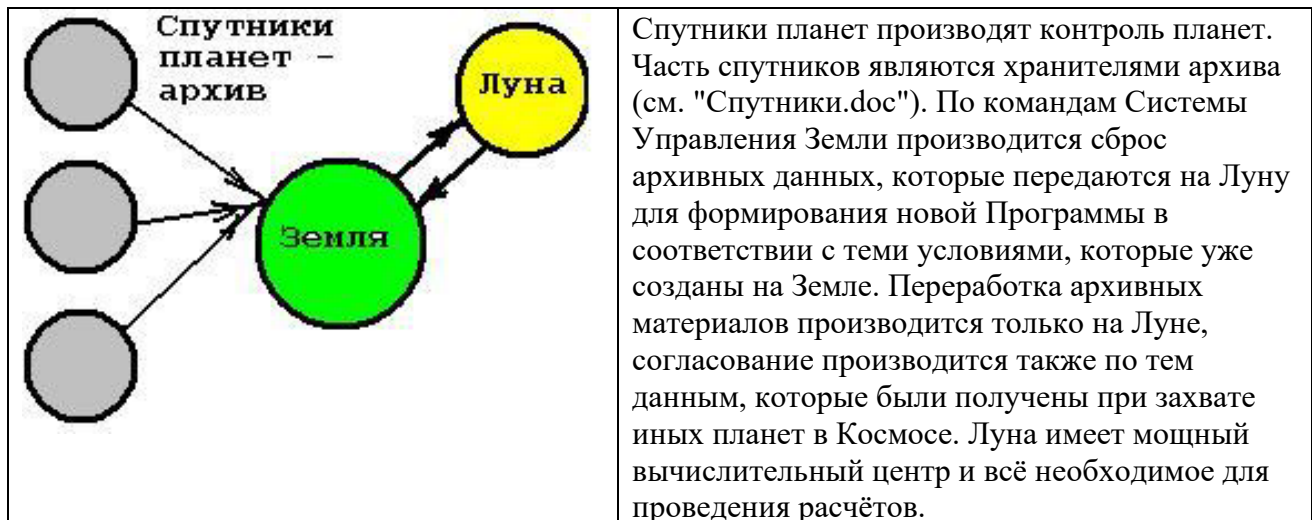 Спутники
планет –
архив
Луна
Земля
Спутники планет производят контроль планет.
Часть спутников являются хранителями архива
(см. "Спутники.doc"). По командам Системы
Управления Земли производится сброс
архивных данных, которые передаются на Луну
для формирования новой Программы в
соответствии с теми условиями, которые уже
созданы на Земле. Переработка архивных
материалов производится только на Луне,
согласование производится также по тем
данным, которые были получены при захвате
иных планет в Космосе. Луна имеет мощный
вычислительный центр и всё необходимое для
проведения расчётов.